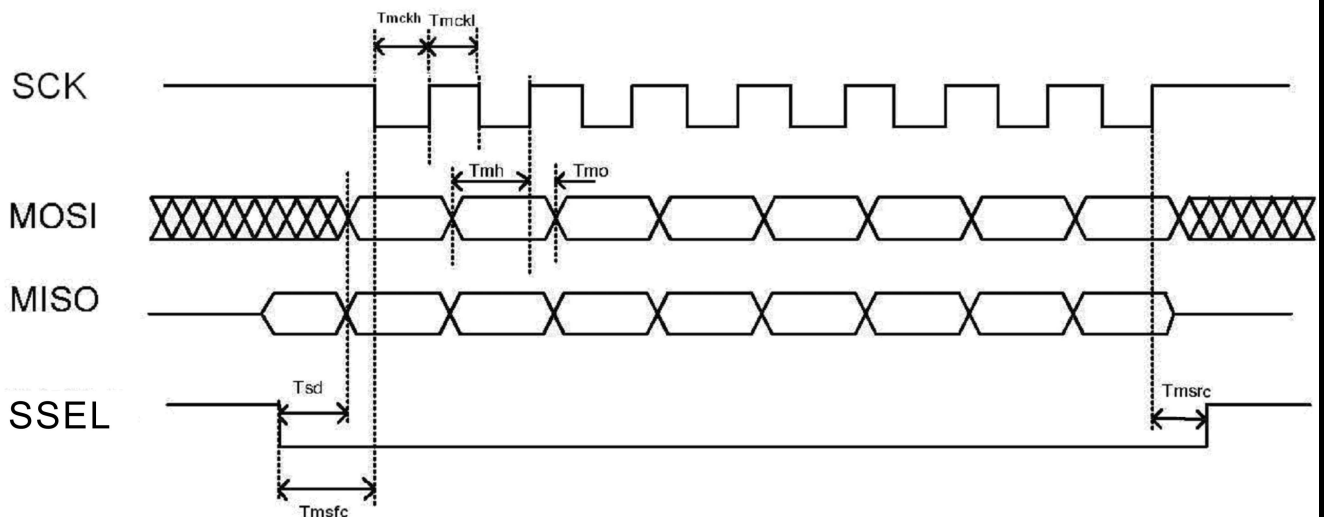 Tmckh Tmckl
SCK
Tmh Tmo
MOSI
MISO
Tsd Tmsrc
SSEL
Tmsfc